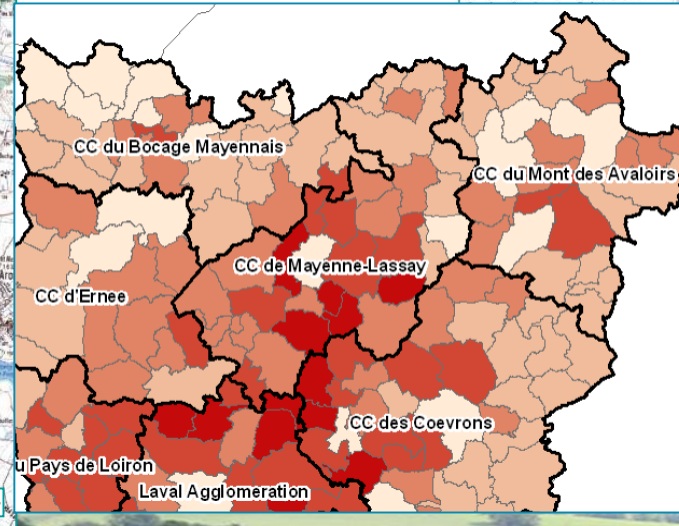 CC du Bocage Mayennais
CC du Mont des Avaloirs
CC de Mayenne-Lassay
CC d'Ernee
CC des Coevrons
u Pays de Loiron
Laval Agglomeration